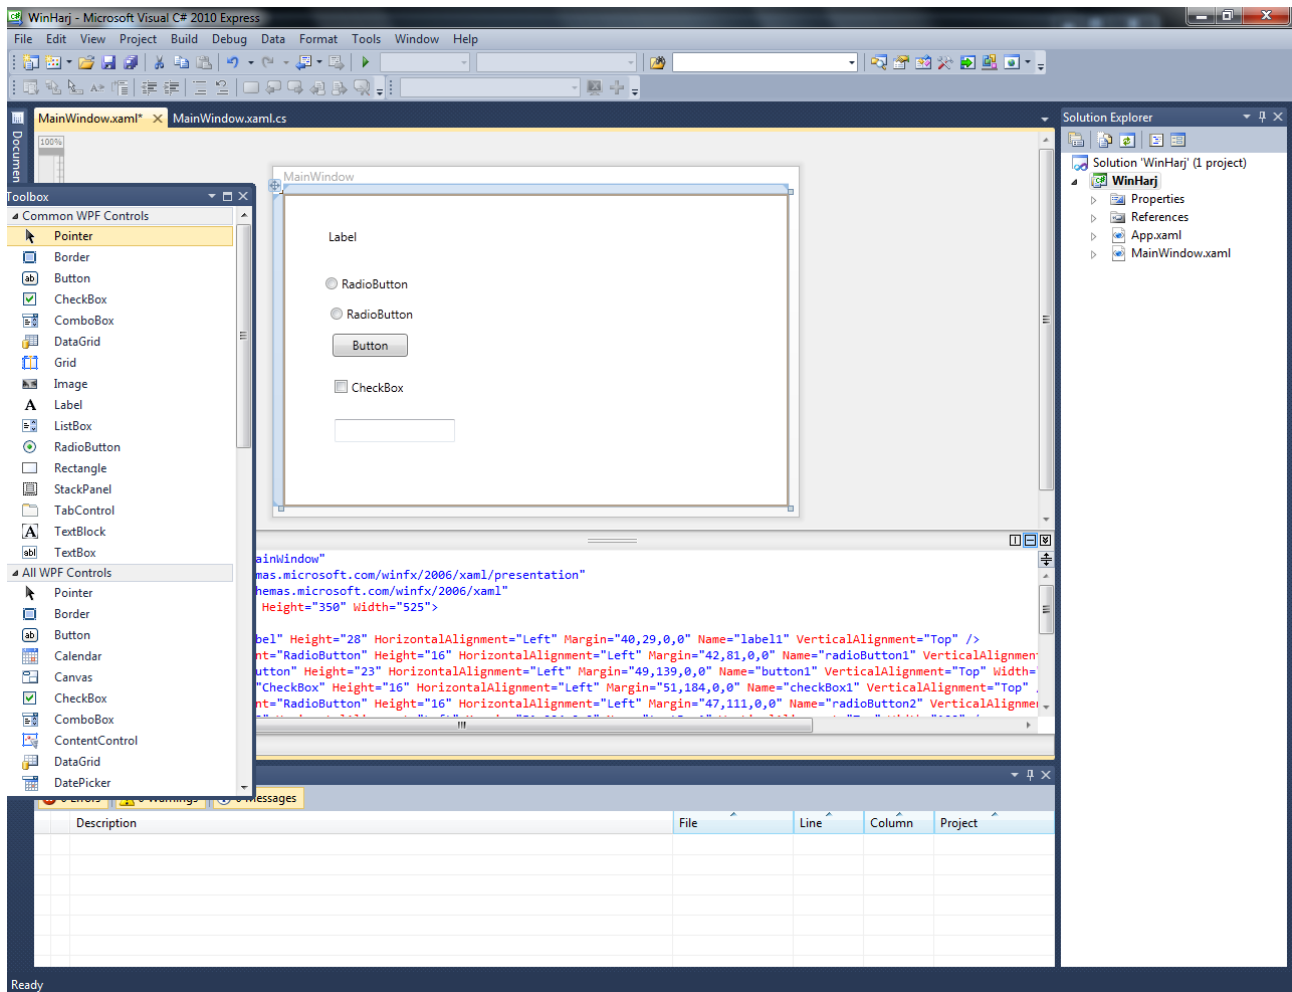 WinHarj - Microsoft Visual C# 2010 Express
File Edit View Project Build Debug Data Format Tools Window Help
MainWindow.xaml* MainWindow.xaml.cs
Documen
100%
MainWindow
Label
RadioButton
RadioButton
Button
CheckBox
Toolbox
Common WPF Controls
Pointer
Border
Button
CheckBox
ComboBox
DataGrid
Grid
Image
Label
ListBox
RadioButton
Rectangle
StackPanel
TabControl
TextBlock
TextBox
All WPF Controls
Pointer
Border
Button
Calendar
Canvas
CheckBox
ComboBox
ContentControl
DataGrid
DatePicker
ainWindow"
mas.microsoft.com/winfx/2006/xaml/presentation"
hemas.microsoft.com/winfx/2006/xaml"
Height="350" Width="525">
bel" Height="28" HorizontalAlignment="Left" Margin="40,29,0,0" Name="label1" VerticalAlignment="Top" />
nt="RadioButton" Height="16" HorizontalAlignment="Left" Margin="42,81,0,0" Name="radioButton1" VerticalAlignment
utton" Height="23" HorizontalAlignment="Left" Margin="49,139,0,0" Name="button1" VerticalAlignment="Top" Width=
"CheckBox" Height="16" HorizontalAlignment="Left" Margin="51,184,0,0" Name="checkBox1" VerticalAlignment="Top"
nt="RadioButton" Height="16" HorizontalAlignment="Left" Margin="47,111,0,0" Name="radioButton2" VerticalAlignme
0 Errors 0 Warnings 0 Messages
Description File Line Column Project
Solution Explorer
Solution 'WinHarj' (1 project)
WinHarj
Properties
References
App.xaml
MainWindow.xaml
Ready